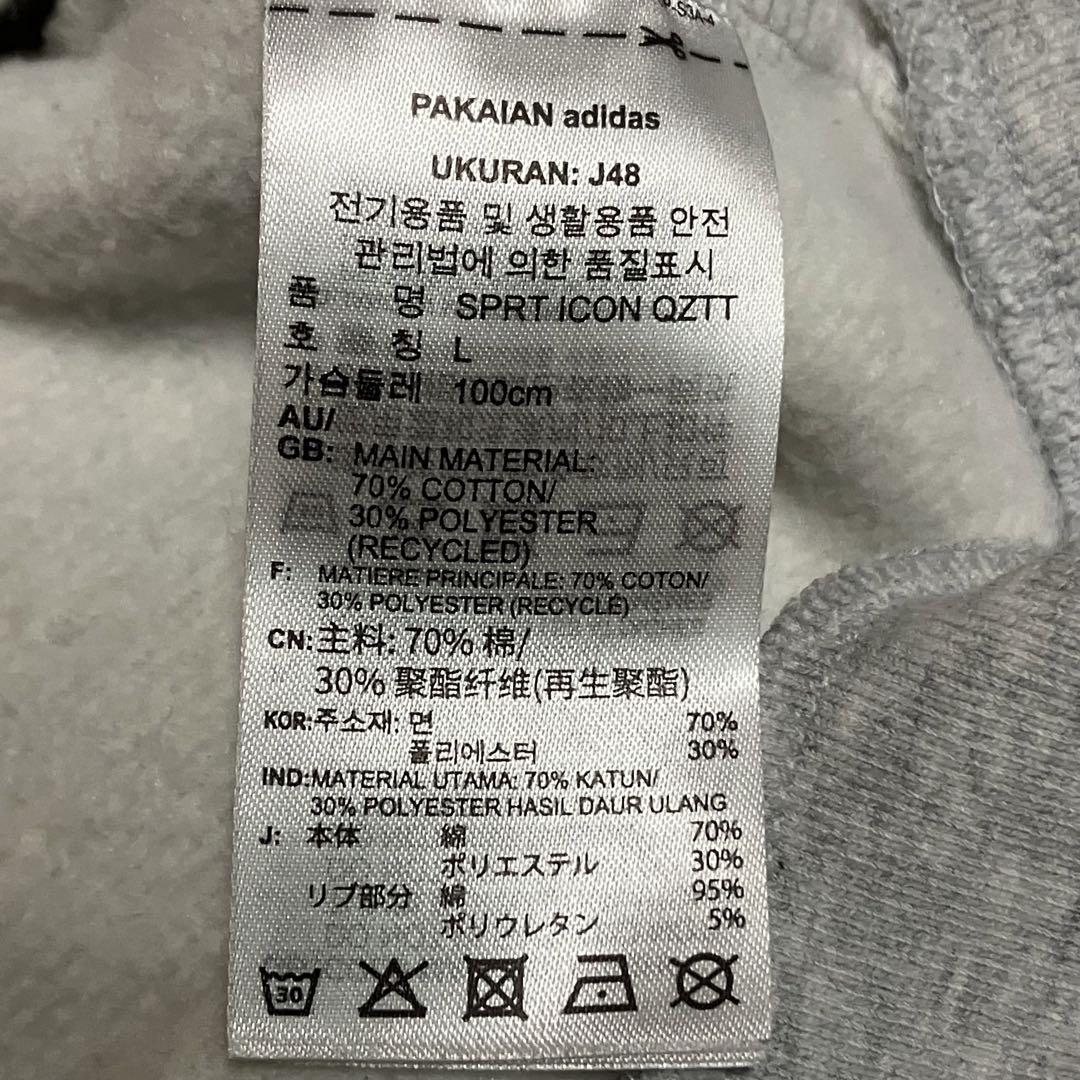 -S3A-4
PAKAIAN adidas
UKURAN: J48
전기용품 및 생활용품 안전
관리법에 의한 품질표시
품 명 SPRT ICON QZTT
호 칭 L
가슴둘레 100cm
AU/
GB: MAIN MATERIAL:
70% COTTON/
30% POLYESTER
(RECYCLED)
F: MATIERE PRINCIPALE: 70% COTON/
30% POLYESTER (RECYCLÉ)
CN:主料: 70% 棉/
30% 聚酯纤维(再生聚酯)
KOR:주소재: 면 70%
폴리에스터 30%
IND:MATERIAL UTAMA: 70% KATUN/
30% POLYESTER HASIL DAUR ULANG
J: 本体 綿 70%
ポリエステル 30%
リブ部分 綿 95%
ポリウレタン 5%
30